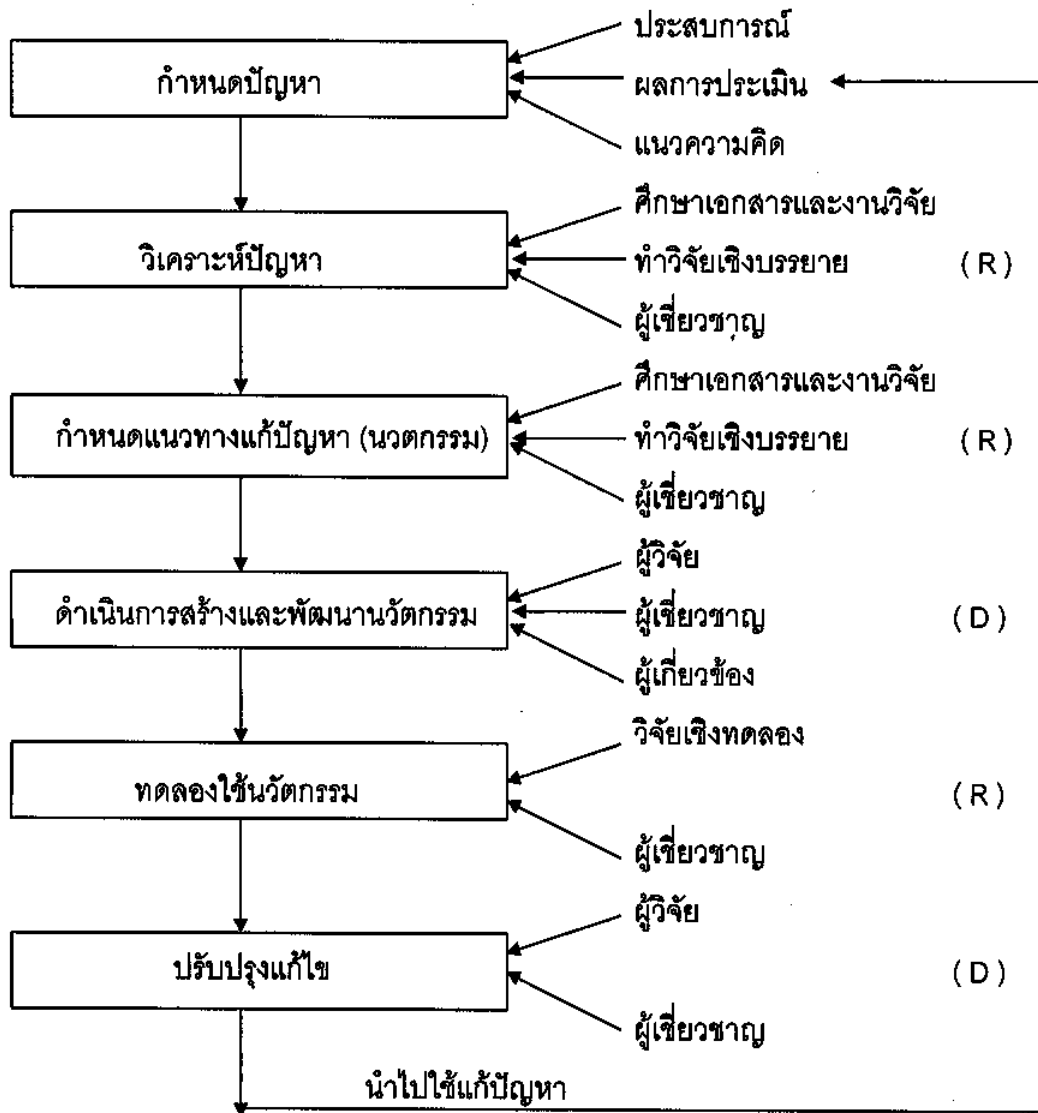 ประสบการณ์
กำหนดปัญหา ผลการประเมิน
แนวความคิด
ศึกษาเอกสารและงานวิจัย
วิเคราะห์ปัญหา ทำวิจัยเชิงบรรยาย (R)
ผู้เชี่ยวชาญ
ศึกษาเอกสารและงานวิจัย
กำหนดแนวทางแก้ปัญหา (นวตกรรม) ทำวิจัยเชิงบรรยาย (R)
ผู้เชี่ยวชาญ
ผู้วิจัย
ดำเนินการสร้างและพัฒนานวัตกรรม ผู้เชี่ยวชาญ (D)
ผู้เกี่ยวข้อง
วิจัยเชิงทดลอง
ทดลองใช้นวัตกรรม (R)
ผู้เชี่ยวชาญ
ผู้วิจัย
ปรับปรุงแก้ไข (D)
ผู้เชี่ยวชาญ
นำไปใช้แก้ปัญหา